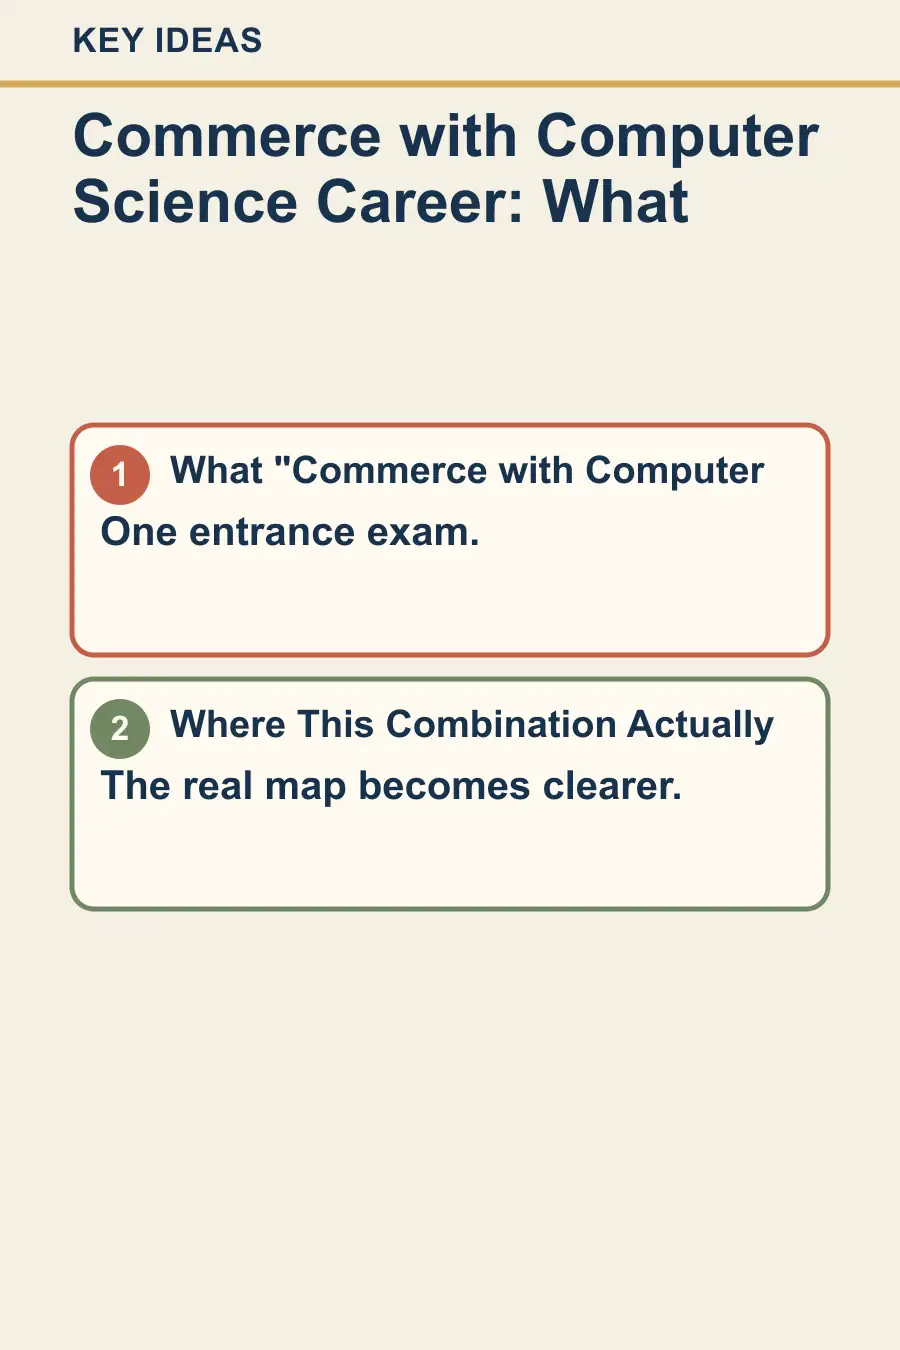 KEY IDEAS
Commerce with Computer
Science Career: What
1 What "Commerce with Computer
One entrance exam.
2 Where This Combination Actually
The real map becomes clearer.